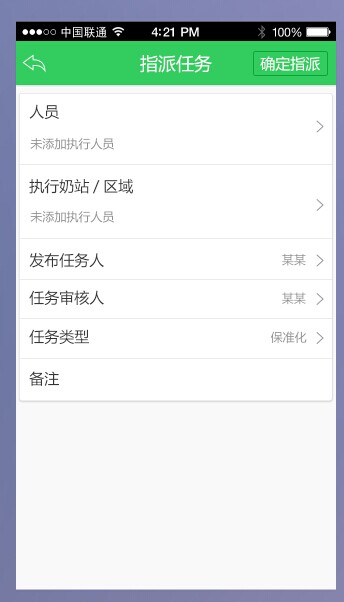 中国联通 4:21 PM 100%
指派任务 确定指派
人员
未添加执行人员
执行奶站 / 区域
未添加执行人员
发布任务人 某某
任务审核人 某某
任务类型 保准化
备注